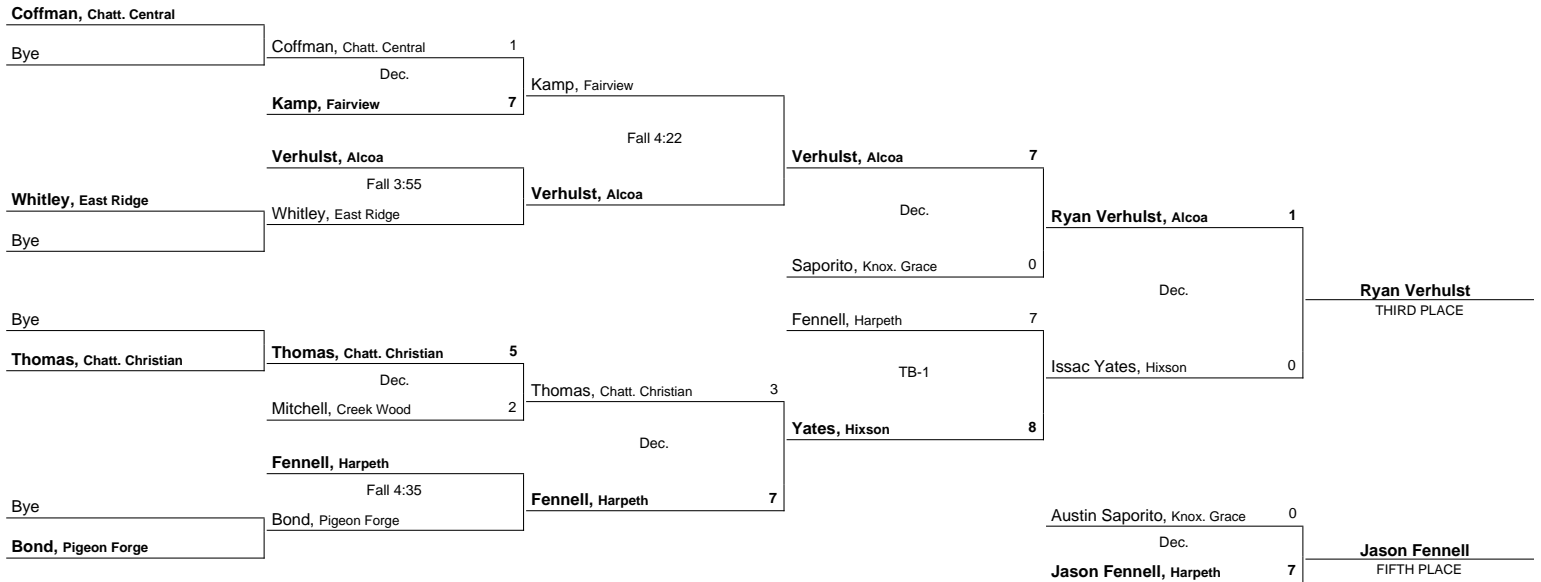 Coffman, Chatt. Central
Bye
Coffman, Chatt. Central 1
Dec.
Kamp, Fairview 7
Kamp, Fairview
Fall 4:22
Verhulst, Alcoa
Fall 3:55
Whitley, East Ridge
Whitley, East Ridge
Bye
Verhulst, Alcoa
Verhulst, Alcoa 7
Dec.
Saporito, Knox. Grace 0
Ryan Verhulst, Alcoa 1
Dec.
Issac Yates, Hixson 0
Ryan Verhulst
THIRD PLACE
Bye
Thomas, Chatt. Christian
Thomas, Chatt. Christian 5
Dec.
Mitchell, Creek Wood 2
Thomas, Chatt. Christian 3
Dec.
Fennell, Harpeth 7
Fennell, Harpeth
Fall 4:35
Bond, Pigeon Forge
Bye
Bond, Pigeon Forge
Fennell, Harpeth 7
TB-1
Yates, Hixson 8
Austin Saporito, Knox. Grace 0
Dec.
Jason Fennell, Harpeth 7
Jason Fennell
FIFTH PLACE